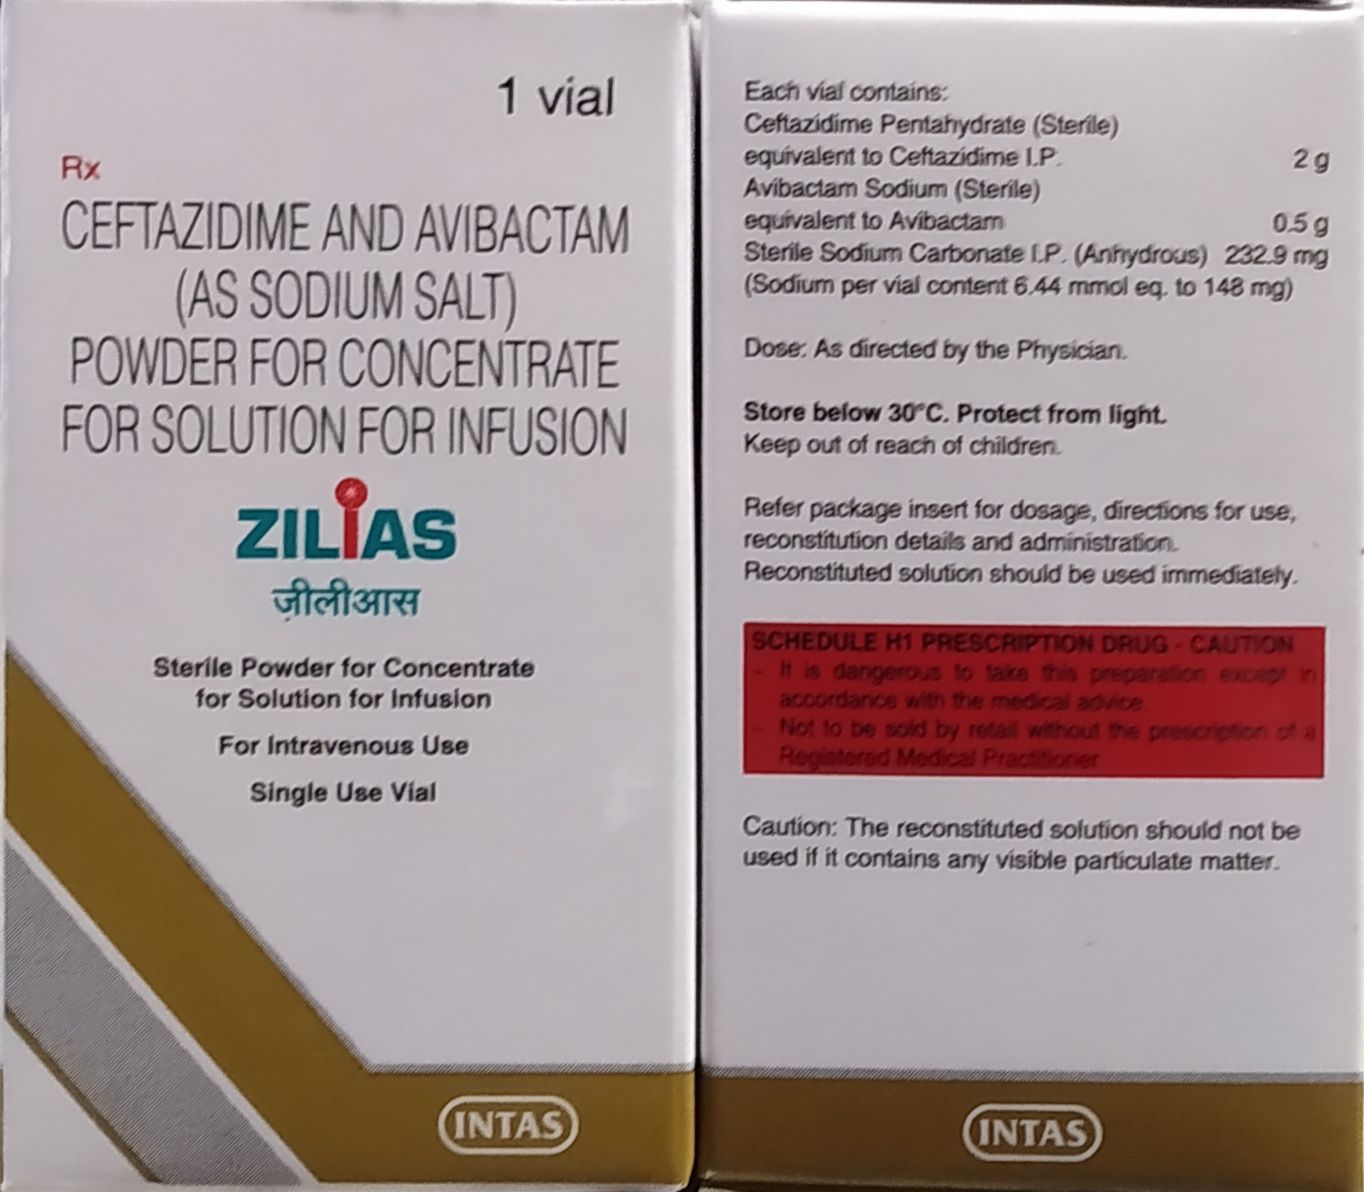 1 vial
Rx
CEFTAZIDIME AND AVIBACTAM
(AS SODIUM SALT)
POWDER FOR CONCENTRATE
FOR SOLUTION FOR INFUSION
ZILIAS
ज़ीलीआस
Sterile Powder for Concentrate
for Solution for Infusion
For Intravenous Use
Single Use Vial
INTAS
Each vial contains:
Ceftazidime Pentahydrate (Sterile)
equivalent to Ceftazidime I.P. 2 g
Avibactam Sodium (Sterile)
equivalent to Avibactam 0.5 g
Sterile Sodium Carbonate I.P. (Anhydrous) 232.9 mg
(Sodium per vial content 6.44 mmol eq. to 148 mg)
Dose: As directed by the Physician.
Store below 30°C. Protect from light.
Keep out of reach of children.
Refer package insert for dosage, directions for use,
reconstitution details and administration.
Reconstituted solution should be used immediately.
SCHEDULE H1 PRESCRIPTION DRUG - CAUTION
- It is dangerous to take this preparation except in
accordance with the medical advice.
- Not to be sold by retail without the prescription of a
Registered Medical Practitioner
Caution: The reconstituted solution should not be
used if it contains any visible particulate matter.
INTAS